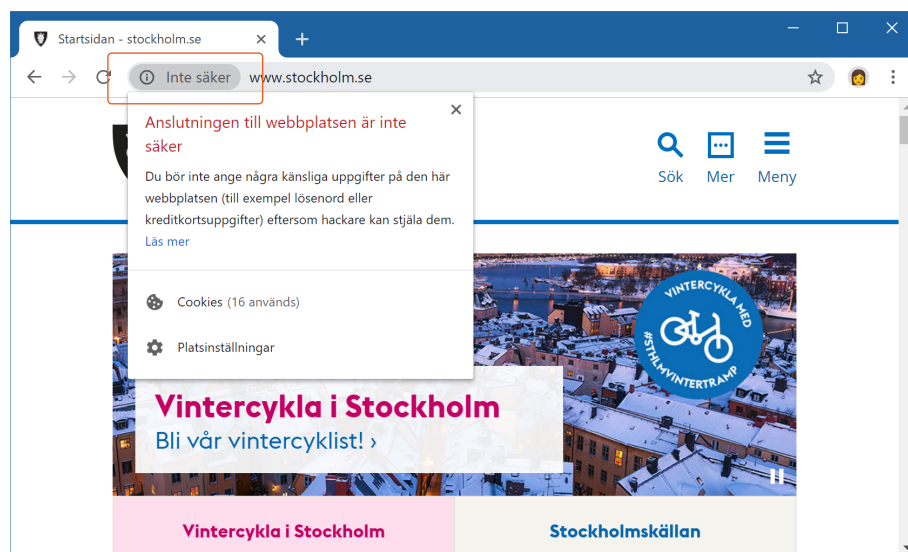 Startsidan - stockholm.se
Inte säker
www.stockholm.se
Anslutningen till webbplatsen är inte
säker
Du bör inte ange några känsliga uppgifter på den här
webbplatsen (till exempel lösenord eller
kreditkortsuppgifter) eftersom hackare kan stjäla dem.
Läs mer
Cookies (16 används)
Platsinställningar
Sök
Mer
Meny
VINTERCYKLA MED
#STHLMVINTERTRAMP
Vintercykla i Stockholm
Bli vår vintercyklist! ›
Vintercykla i Stockholm
Stockholmskällan